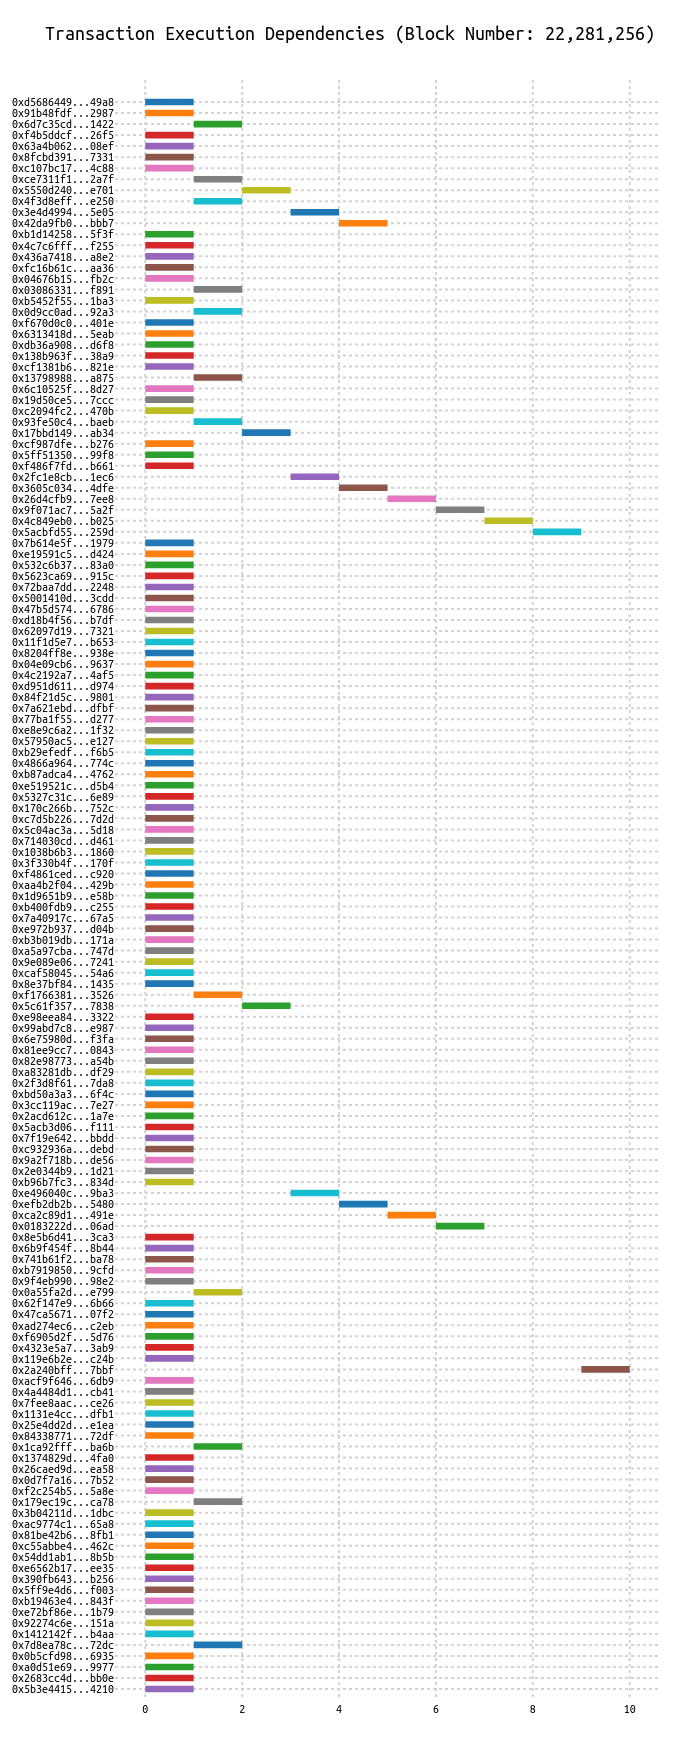 Transaction Execution Dependencies (Block Number: 22,281,256)
0xd5686449...49a8
0x91b48fdf...2987
0x6d7c35cd...1422
0xf4b5ddcf...26f5
0x63a4b062...08ef
0x8fcbd391...7331
0xc107bc17...4c88
0xce7311f1...2a7f
0x5550d240...e701
0x4f3d8eff...e250
0x3e4d4994...5e05
0x42da9fb0...bbb7
0xb1d14258...5f3f
0x4c7c6fff...f255
0x436a7418...a8e2
0xfc16b61c...aa36
0x04676b15...fb2c
0x03086331...f891
0xb5452f55...1ba3
0x0d9cc0ad...92a3
0xf670d0c0...401e
0x6313418d...5eab
0xdb36a908...d6f8
0x138b963f...38a9
0xcf1381b6...821e
0x13798988...a875
0x6c10525f...8d27
0x19d50ce5...7ccc
0xc2094fc2...470b
0x93fe50c4...baeb
0x17bbd149...ab34
0xcf987dfe...b276
0x5ff51350...99f8
0xf486f7fd...b661
0x2fc1e8cb...1ec6
0x3605c034...4dfe
0x26d4cfb9...7ee8
0x9f071ac7...5a2f
0x4c849eb0...b025
0x5acbfd55...259d
0x7b614e5f...1979
0xe19591c5...d424
0x532c6b37...83a0
0x5623ca69...915c
0x72baa7dd...2248
0x5001410d...3cdd
0x47b5d574...6786
0xd18b4f56...b7df
0x62097d19...7321
0x11f1d5e7...b653
0x8204ff8e...938e
0x04e09cb6...9637
0x4c2192a7...4af5
0xd951d611...d974
0x84f21d5c...9801
0x7a621ebd...dfbf
0x77ba1f55...d277
0xe8e9c6a2...1f32
0x57950ac5...e127
0xb29efedf...f6b5
0x4866a964...774c
0xb87adca4...4762
0xe519521c...d5b4
0x5327c31c...6e89
0x170c266b...752c
0xc7d5b226...7d2d
0x5c04ac3a...5d18
0x714030cd...d461
0x1038b6b3...1860
0x3f330b4f...170f
0xf4861ced...c920
0xaa4b2f04...429b
0x1d9651b9...e58b
0xb400fdb9...c255
0x7a40917c...67a5
0xe972b937...d04b
0xb3b019db...171a
0xa5a97cba...747d
0x9e089e06...7241
0xcaf58045...54a6
0x8e37bf84...1435
0xf1766381...3526
0x5c61f357...7838
0xe98eea84...3322
0x99abd7c8...e987
0x6e75980d...f3fa
0x81ee9cc7...0843
0x82e98773...a54b
0xa83281db...df29
0x2f3d8f61...7da8
0xbd50a3a3...6f4c
0x3cc119ac...7e27
0x2acd612c...1a7e
0x5acb3d06...f111
0x7f19e642...bbdd
0xc932936a...debd
0x9a2f718b...de56
0x2e0344b9...1d21
0xb96b7fc3...834d
0xe496040c...9ba3
0xefb2db2b...5480
0xca2c89d1...491e
0x0183222d...06ad
0x8e5b6d41...3ca3
0x6b9f454f...8b44
0x741b61f2...ba78
0xb7919850...9cfd
0x9f4eb990...98e2
0x0a55fa2d...e799
0x62f147e9...6b66
0x47ca5671...07f2
0xad274ec6...c2eb
0xf6905d2f...5d76
0x4323e5a7...3ab9
0x119e6b2e...c24b
0x2a240bff...7bbf
0xacf9f646...6db9
0x4a4484d1...cb41
0x7fee8aac...ce26
0x1131e4cc...dfb1
0x25e4dd2d...e1ea
0x84338771...72df
0x1ca92fff...ba6b
0x1374829d...4fa0
0x26caed9d...ea58
0x0d7f7a16...7b52
0xf2c254b5...5a8e
0x179ec19c...ca78
0x3b04211d...1dbc
0xac9774c1...65a8
0x81be42b6...8fb1
0xc55abbe4...462c
0x54dd1ab1...8b5b
0xe6562b17...ee35
0x390fb643...b256
0x5ff9e4d6...f003
0xb19463e4...843f
0xe72bf86e...1b79
0x92274c6e...151a
0x1412142f...b4aa
0x7d8ea78c...72dc
0x0b5cfd98...6935
0xa0d51e69...9977
0x2683cc4d...bb0e
0x5b3e4415...4210
0 2 4 6 8 10